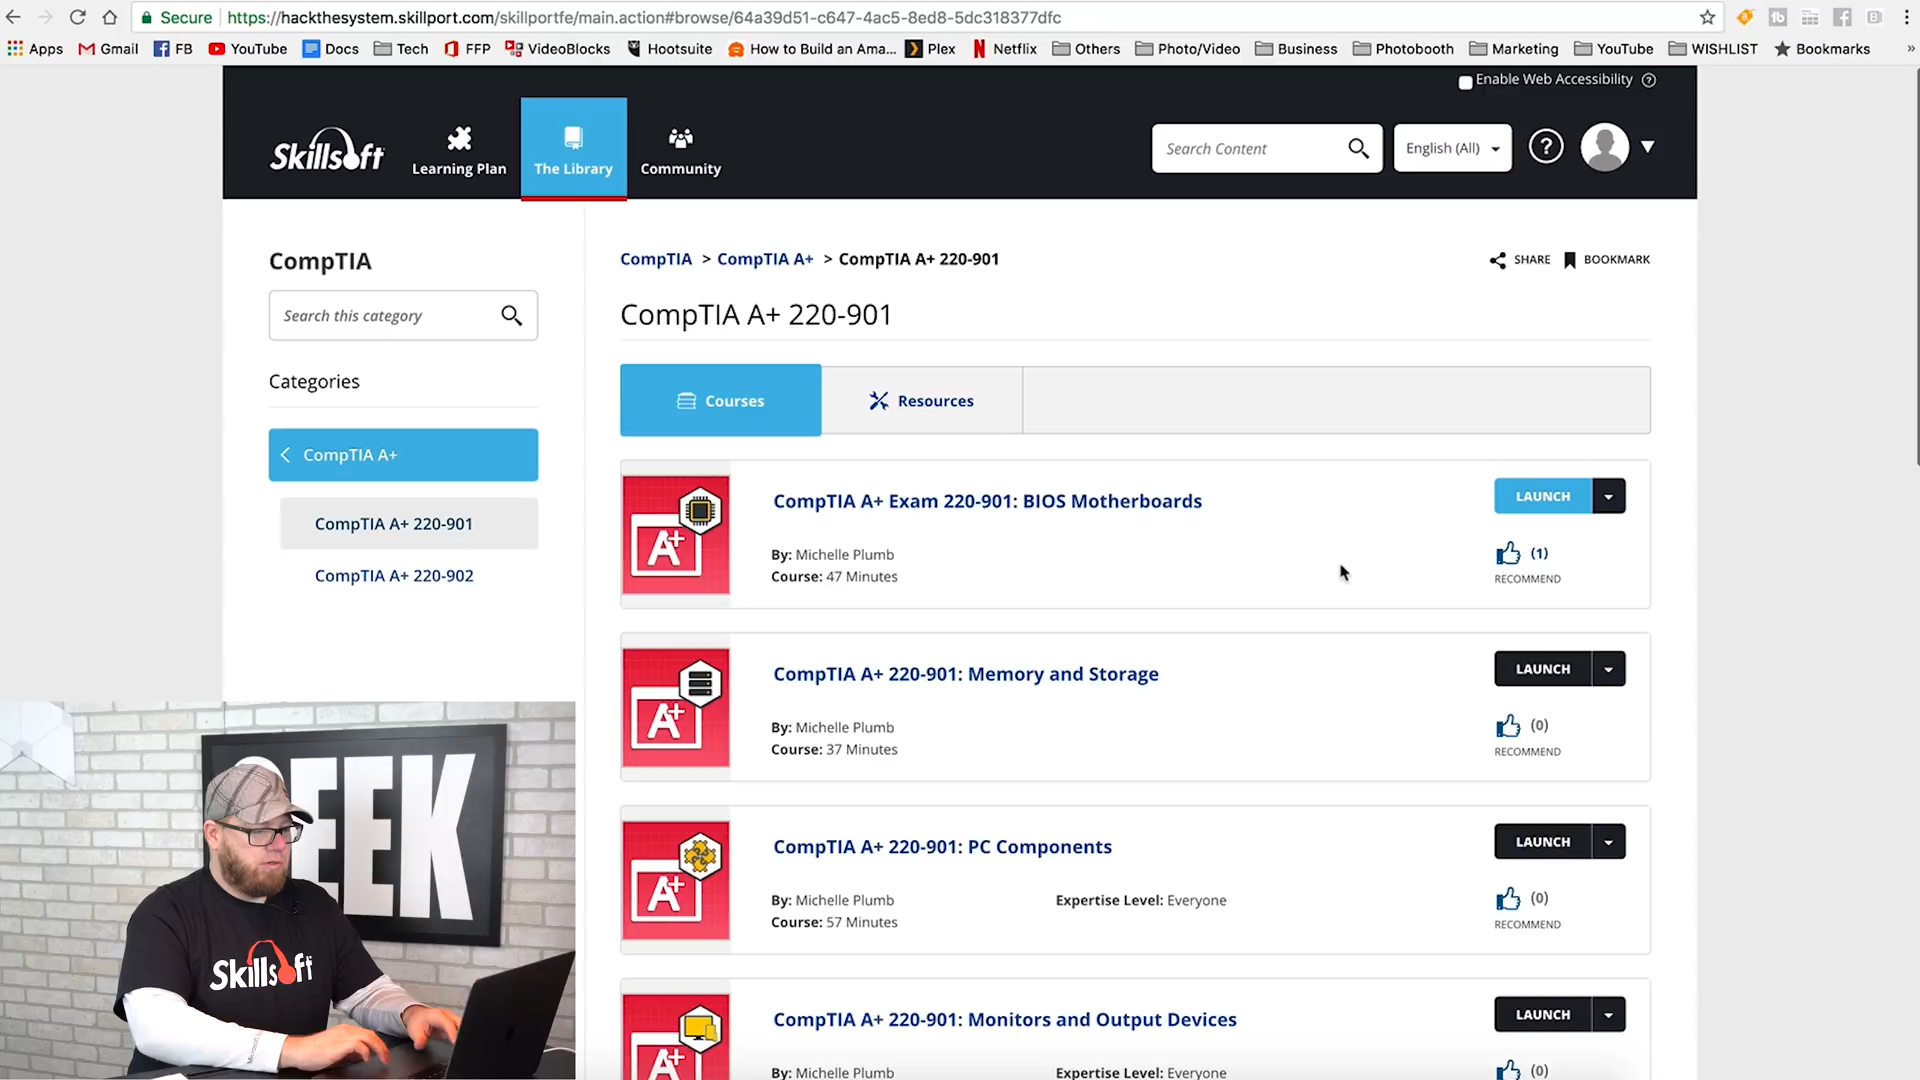 Secure https://hackthesystem.skillport.com/skillportfe/main.action#browse/64a39d51-c647-4ac5-8ed8-5dc318377dfc
Apps Gmail FB YouTube Docs Tech FFP VideoBlocks Hootsuite How to Build an Ama... Plex Netflix Others Photo/Video Business Photobooth Marketing YouTube WISHLIST Bookmarks »
Enable Web Accessibility ?
Skillsoft
Learning Plan
The Library
Community
Search Content
English (All)
?
CompTIA
Search this category
Categories
CompTIA A+
CompTIA A+ 220-901
CompTIA A+ 220-902
CompTIA > CompTIA A+ > CompTIA A+ 220-901
SHARE BOOKMARK
CompTIA A+ 220-901
Courses
Resources
A+
CompTIA A+ Exam 220-901: BIOS Motherboards
By: Michelle Plumb
Course: 47 Minutes
LAUNCH
(1)
RECOMMEND
A+
CompTIA A+ 220-901: Memory and Storage
By: Michelle Plumb
Course: 37 Minutes
LAUNCH
(0)
RECOMMEND
A+
CompTIA A+ 220-901: PC Components
By: Michelle Plumb
Expertise Level: Everyone
Course: 57 Minutes
LAUNCH
(0)
RECOMMEND
A+
CompTIA A+ 220-901: Monitors and Output Devices
By: Michelle Plumb
Expertise Level: Everyone
LAUNCH
(0)
EEK
Skillsoft